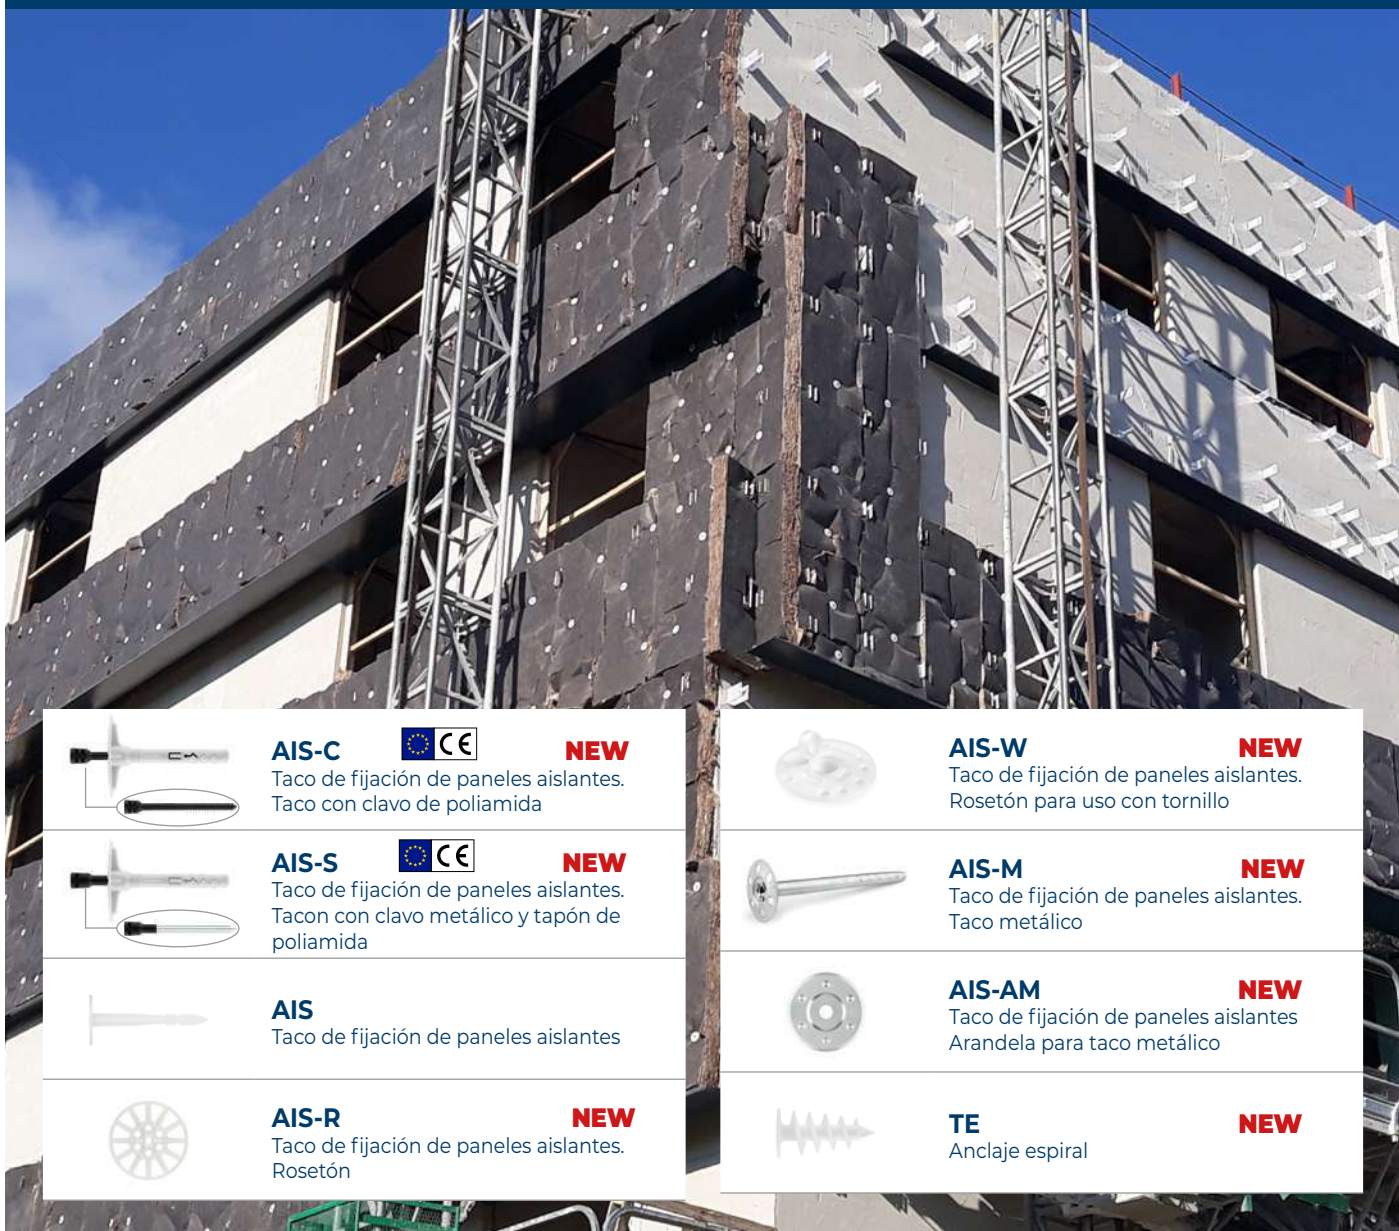 AIS-C CE NEW
Taco de fijación de paneles aislantes.
Taco con clavo de poliamida
AIS-S CE NEW
Taco de fijación de paneles aislantes.
Tacon con clavo metálico y tapón de
poliamida
AIS
Taco de fijación de paneles aislantes
AIS-R NEW
Taco de fijación de paneles aislantes.
Rosetón
AIS-W NEW
Taco de fijación de paneles aislantes.
Rosetón para uso con tornillo
AIS-M NEW
Taco de fijación de paneles aislantes.
Taco metálico
AIS-AM NEW
Taco de fijación de paneles aislantes
Arandela para taco metálico
TE NEW
Anclaje espiral